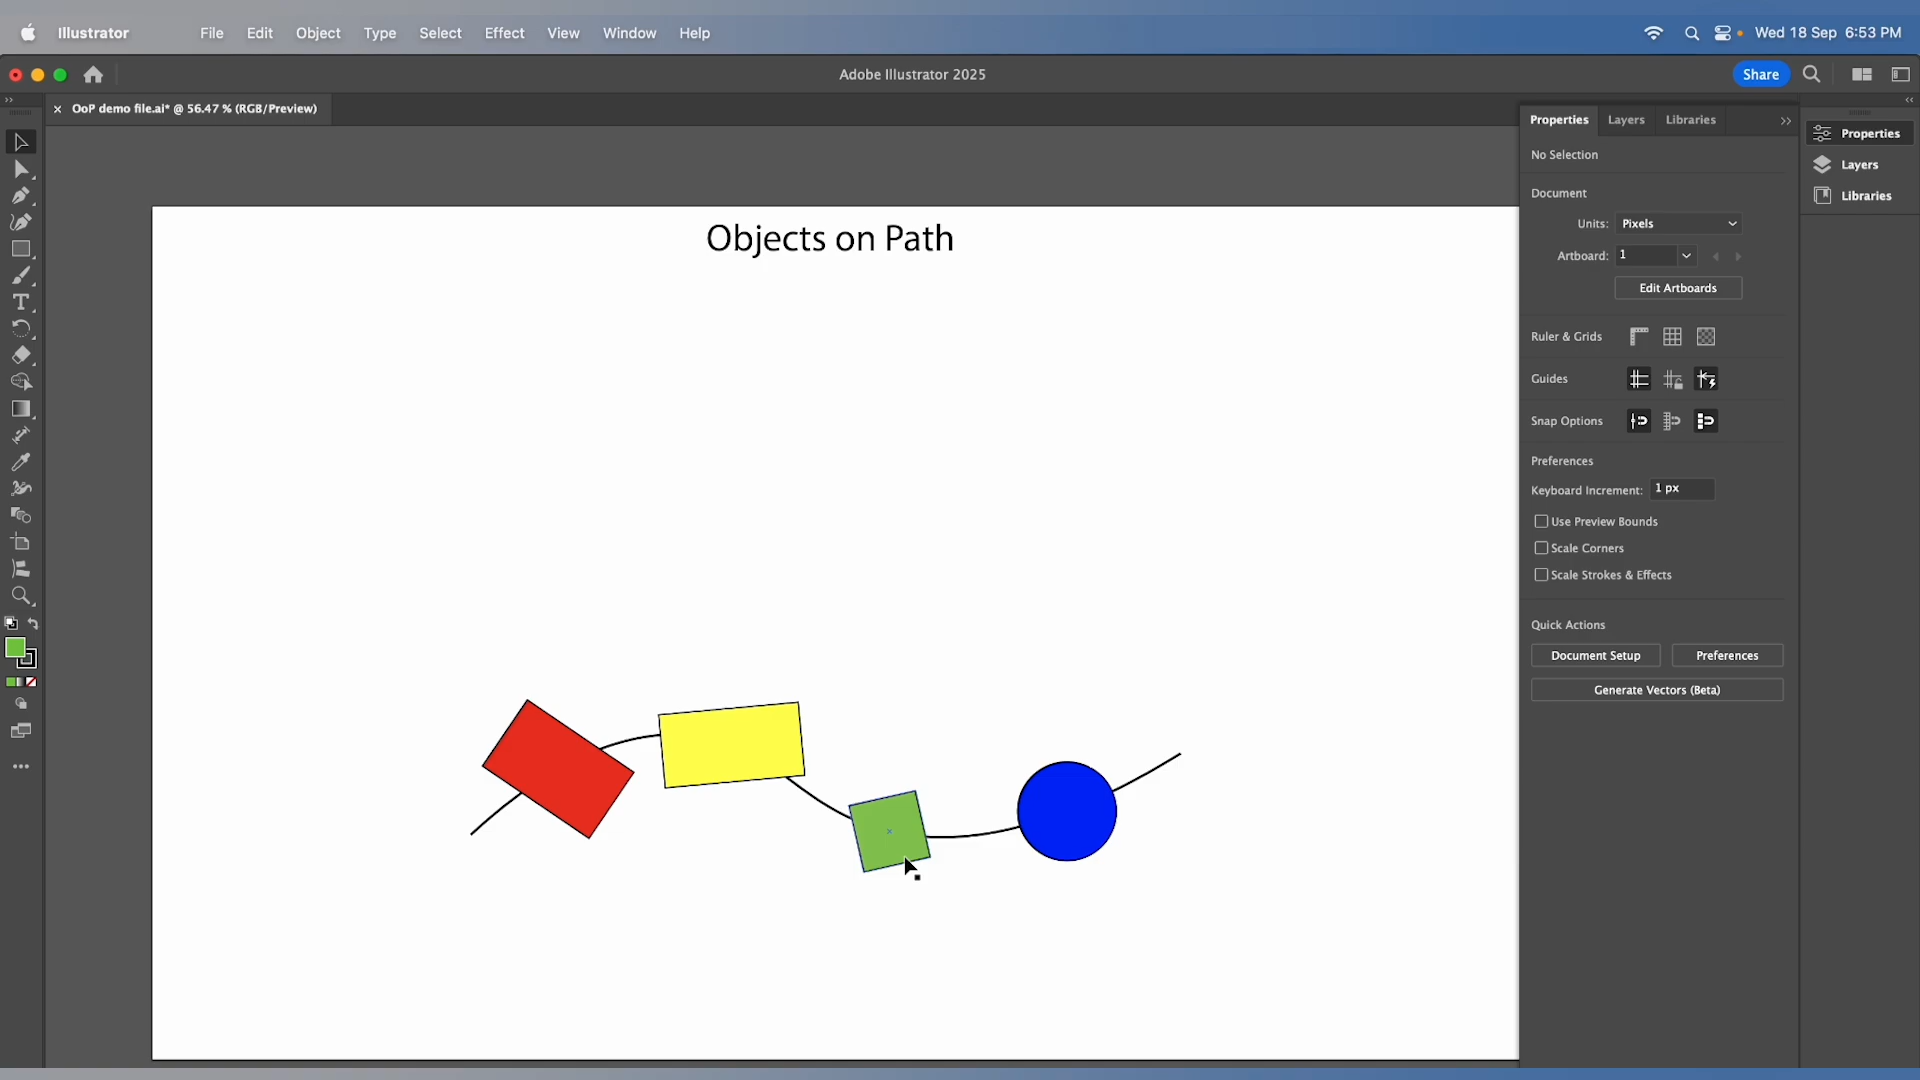 Illustrator File Edit Object Type Select Effect View Window Help Wed 18 Sep 6:53 PM
Adobe Illustrator 2025 Share
OoP demo file.ai* @ 56.47 % (RGB/Preview)
Objects on Path
Properties Layers Libraries
No Selection
Document
Units: Pixels
Artboard: 1
Edit Artboards
Ruler & Grids
Guides
Snap Options
Preferences
Keyboard Increment: 1 px
Use Preview Bounds
Scale Corners
Scale Strokes & Effects
Quick Actions
Document Setup Preferences
Generate Vectors (Beta)
Properties
Layers
Libraries